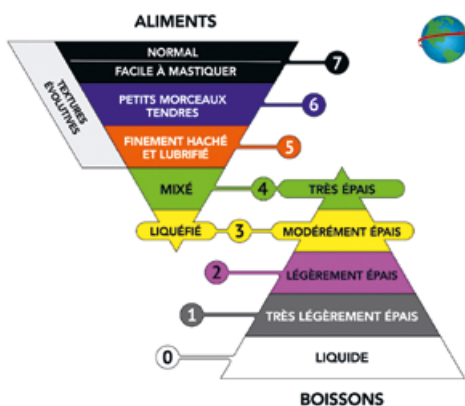 ALIMENTS
NORMAL
FACILE À MASTIQUER
7
TEXTURES
ÉVOLUTIVES
PETITS MORCEAUX
TENDRES
6
FINEMENT HACHÉ
ET LUBRIFIÉ
5
MIXÉ
4
TRÈS ÉPAIS
LIQUÉFIÉ
3
MODÉRÉMENT ÉPAIS
2
LÉGÈREMENT ÉPAIS
1
TRÈS LÉGÈREMENT ÉPAIS
0
LIQUIDE
BOISSONS